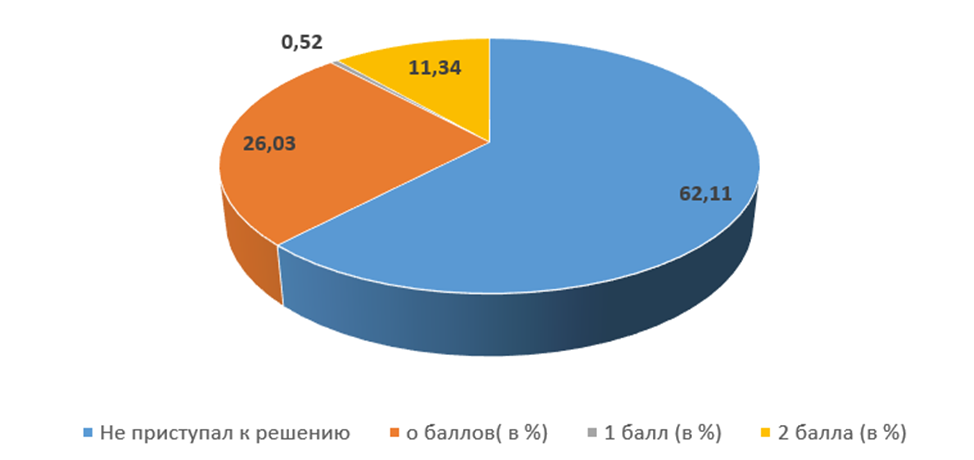 0,52
11,34
26,03
62,11
Не приступал к решению о баллов( в %) 1 балл (в %) 2 балла (в %)